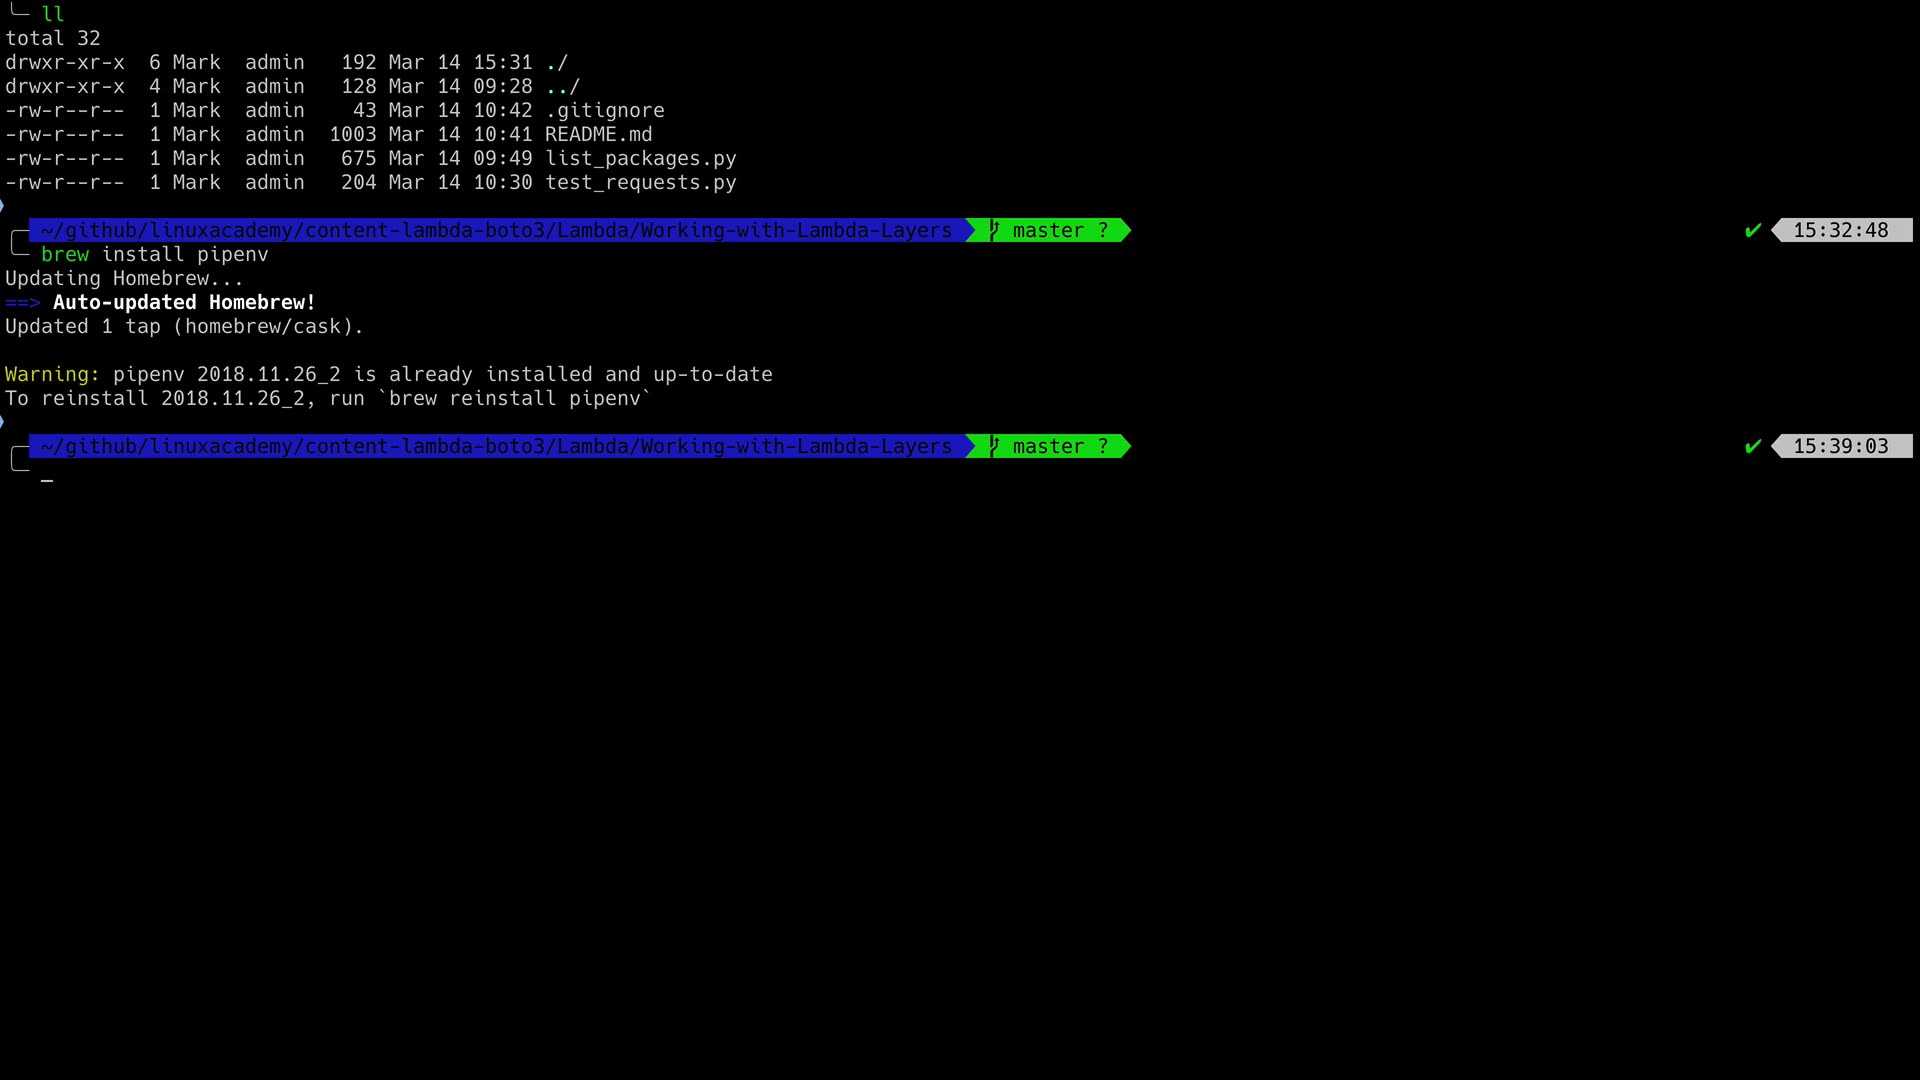 ll
total 32
drwxr-xr-x  6 Mark  admin   192 Mar 14 15:31 ./
drwxr-xr-x  4 Mark  admin   128 Mar 14 09:28 ../
-rw-r--r--  1 Mark  admin    43 Mar 14 10:42 .gitignore
-rw-r--r--  1 Mark  admin  1003 Mar 14 10:41 README.md
-rw-r--r--  1 Mark  admin   675 Mar 14 09:49 list_packages.py
-rw-r--r--  1 Mark  admin   204 Mar 14 10:30 test_requests.py
~/github/linuxacademy/content-lambda-boto3/Lambda/Working-with-Lambda-Layers master ? ✔ 15:32:48
brew install pipenv
Updating Homebrew...
==> Auto-updated Homebrew!
Updated 1 tap (homebrew/cask).
Warning: pipenv 2018.11.26_2 is already installed and up-to-date
To reinstall 2018.11.26_2, run `brew reinstall pipenv`
~/github/linuxacademy/content-lambda-boto3/Lambda/Working-with-Lambda-Layers master ? ✔ 15:39:03